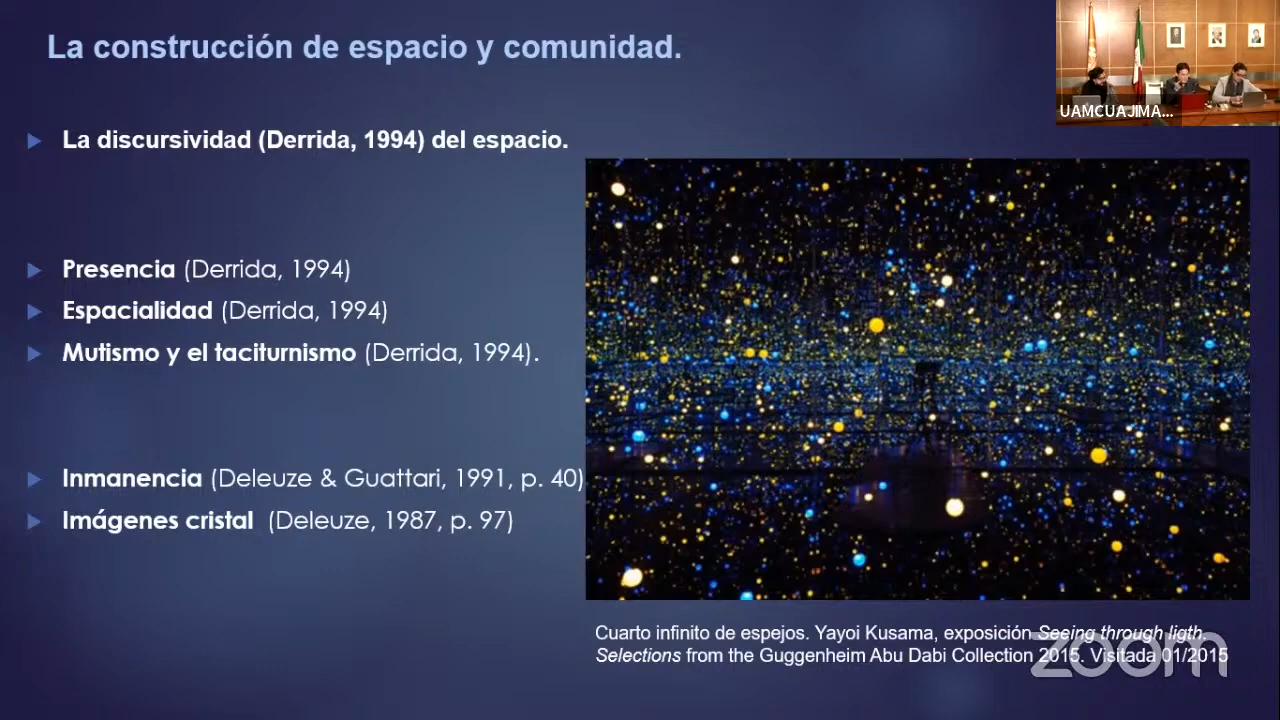 La construcción de espacio y comunidad.
UAMCUAJIMA...
La discursividad (Derrida, 1994) del espacio.
Presencia (Derrida, 1994)
Espacialidad (Derrida, 1994)
Mutismo y el taciturnismo (Derrida, 1994).
Inmanencia (Deleuze & Guattari, 1991, p. 40)
Imágenes cristal (Deleuze, 1987, p. 97)
Cuarto infinito de espejos. Yayoi Kusama, exposición Seeing through ligth.
Selections from the Guggenheim Abu Dabi Collection 2015. Visitada 01/2015
zoom